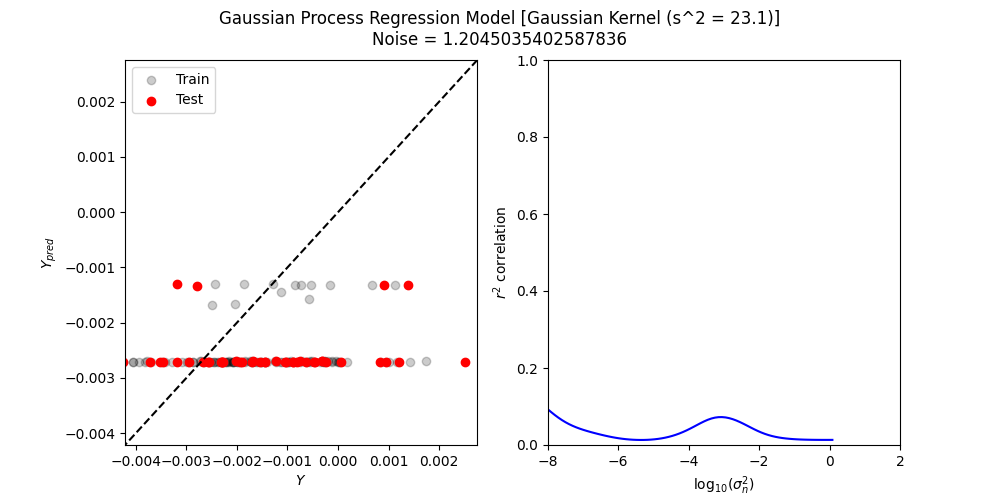 Gaussian Process Regression Model [Gaussian Kernel (s^2 = 23.1)]
Noise = 1.2045035402587836
Train
Test
0.002
0.001
0.000
−0.001
−0.002
−0.003
−0.004
Y_pred
−0.004 −0.003 −0.002 −0.001 0.000 0.001 0.002
Y
1.0
0.8
0.6
0.4
0.2
0.0
r² correlation
−8 −6 −4 −2 0 2
log₁₀(σₙ²)